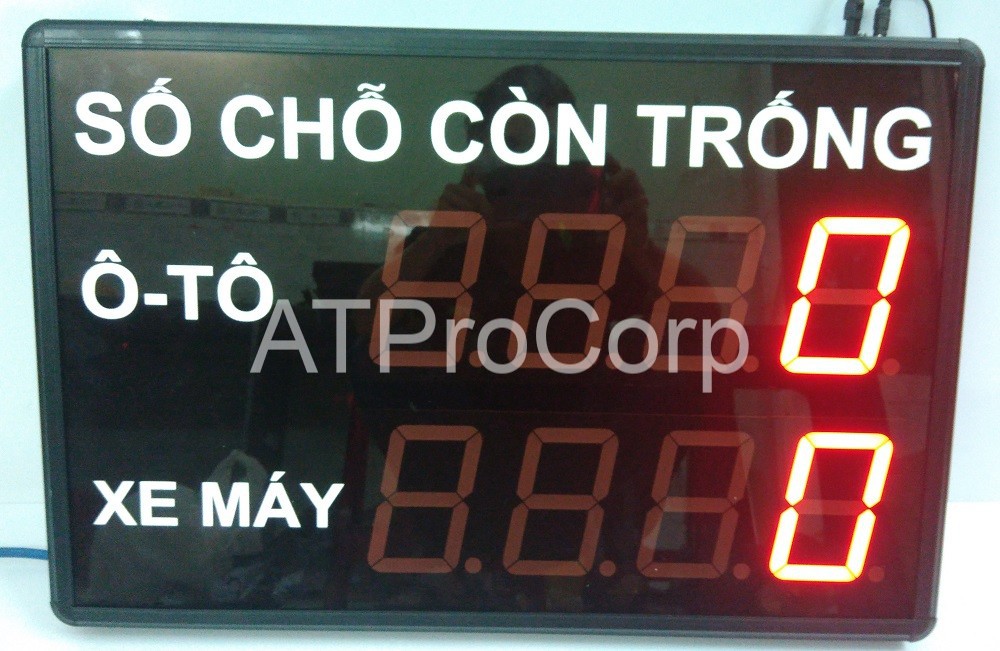 SỐ CHỖ CÒN TRỐNG
Ô-TÔ 0
ATProCorp
XE MÁY 0